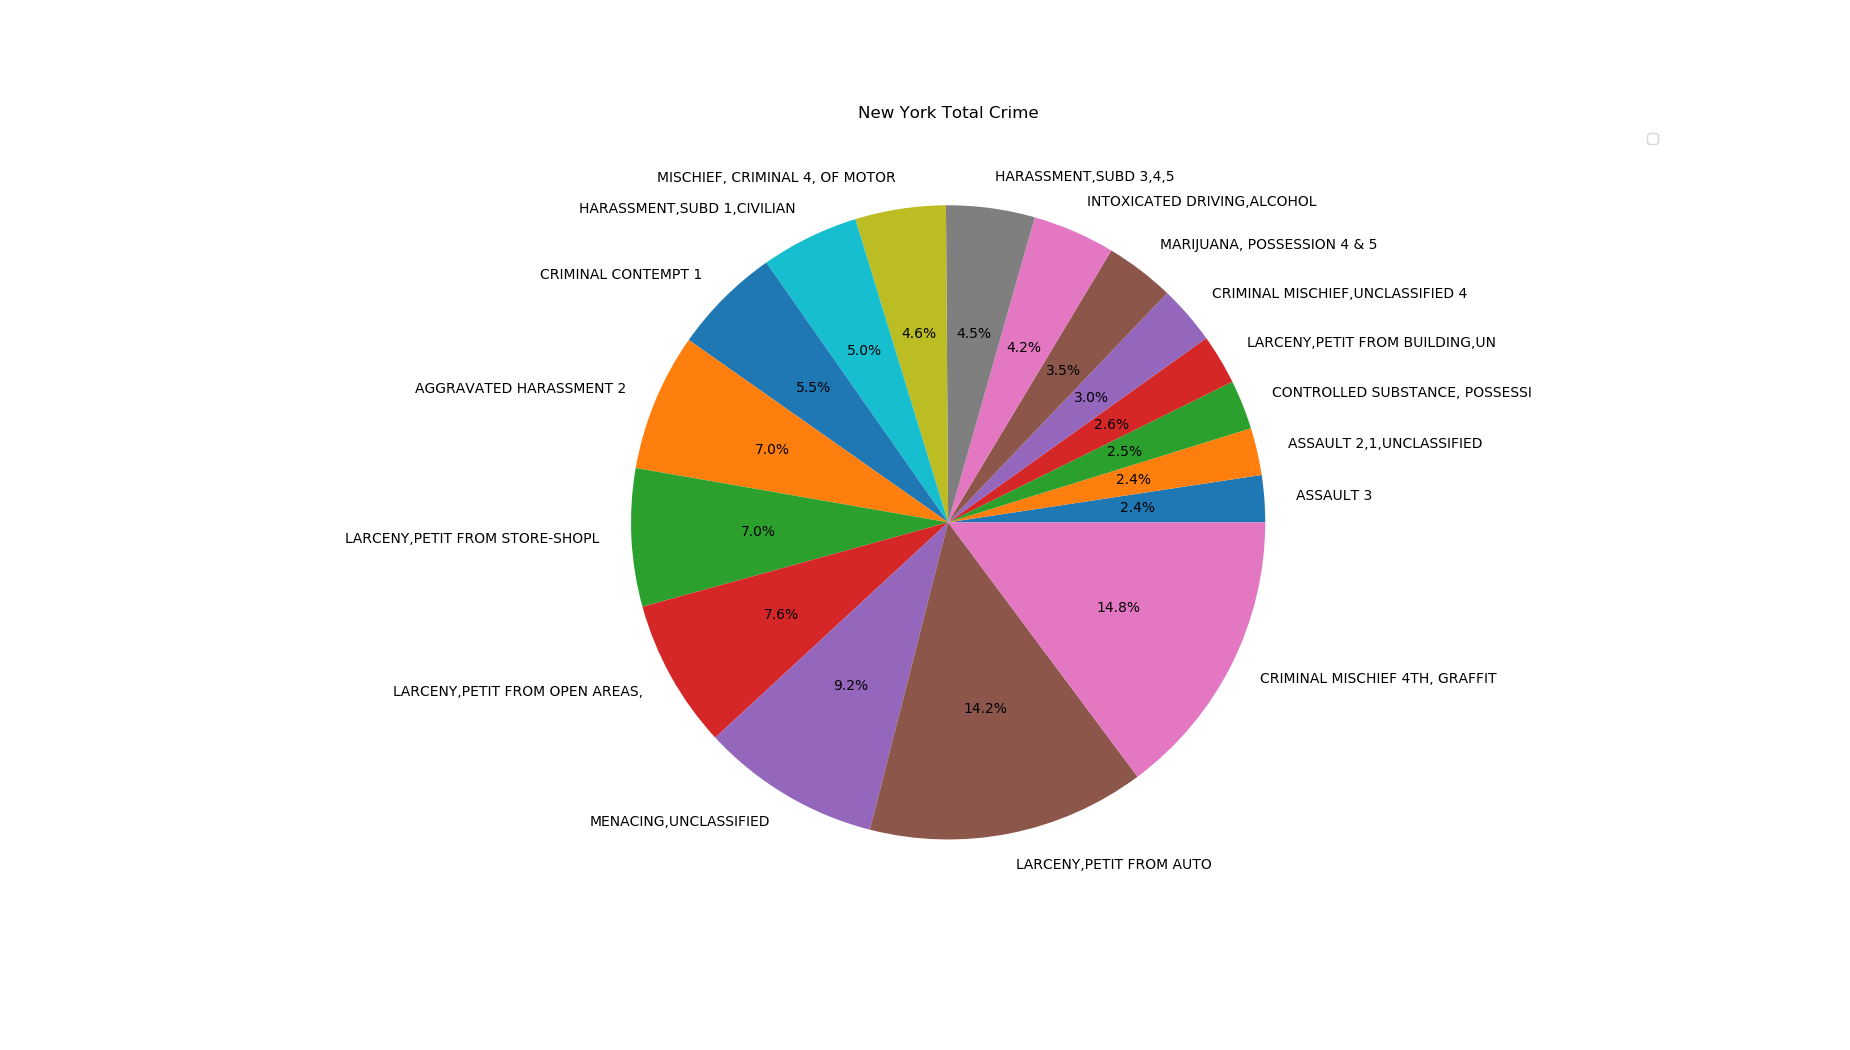 New York Total Crime
MISCHIEF, CRIMINAL 4, OF MOTOR
HARASSMENT,SUBD 3,4,5
HARASSMENT,SUBD 1,CIVILIAN
INTOXICATED DRIVING,ALCOHOL
CRIMINAL CONTEMPT 1
MARIJUANA, POSSESSION 4 & 5
CRIMINAL MISCHIEF,UNCLASSIFIED 4
LARCENY,PETIT FROM BUILDING,UN
AGGRAVATED HARASSMENT 2
CONTROLLED SUBSTANCE, POSSESSI
ASSAULT 2,1,UNCLASSIFIED
ASSAULT 3
LARCENY,PETIT FROM STORE-SHOPL
LARCENY,PETIT FROM OPEN AREAS,
CRIMINAL MISCHIEF 4TH, GRAFFIT
MENACING,UNCLASSIFIED
LARCENY,PETIT FROM AUTO
4.6%
4.5%
4.2%
5.0%
3.5%
5.5%
3.0%
2.6%
7.0%
2.5%
2.4%
2.4%
7.0%
7.6%
14.8%
9.2%
14.2%